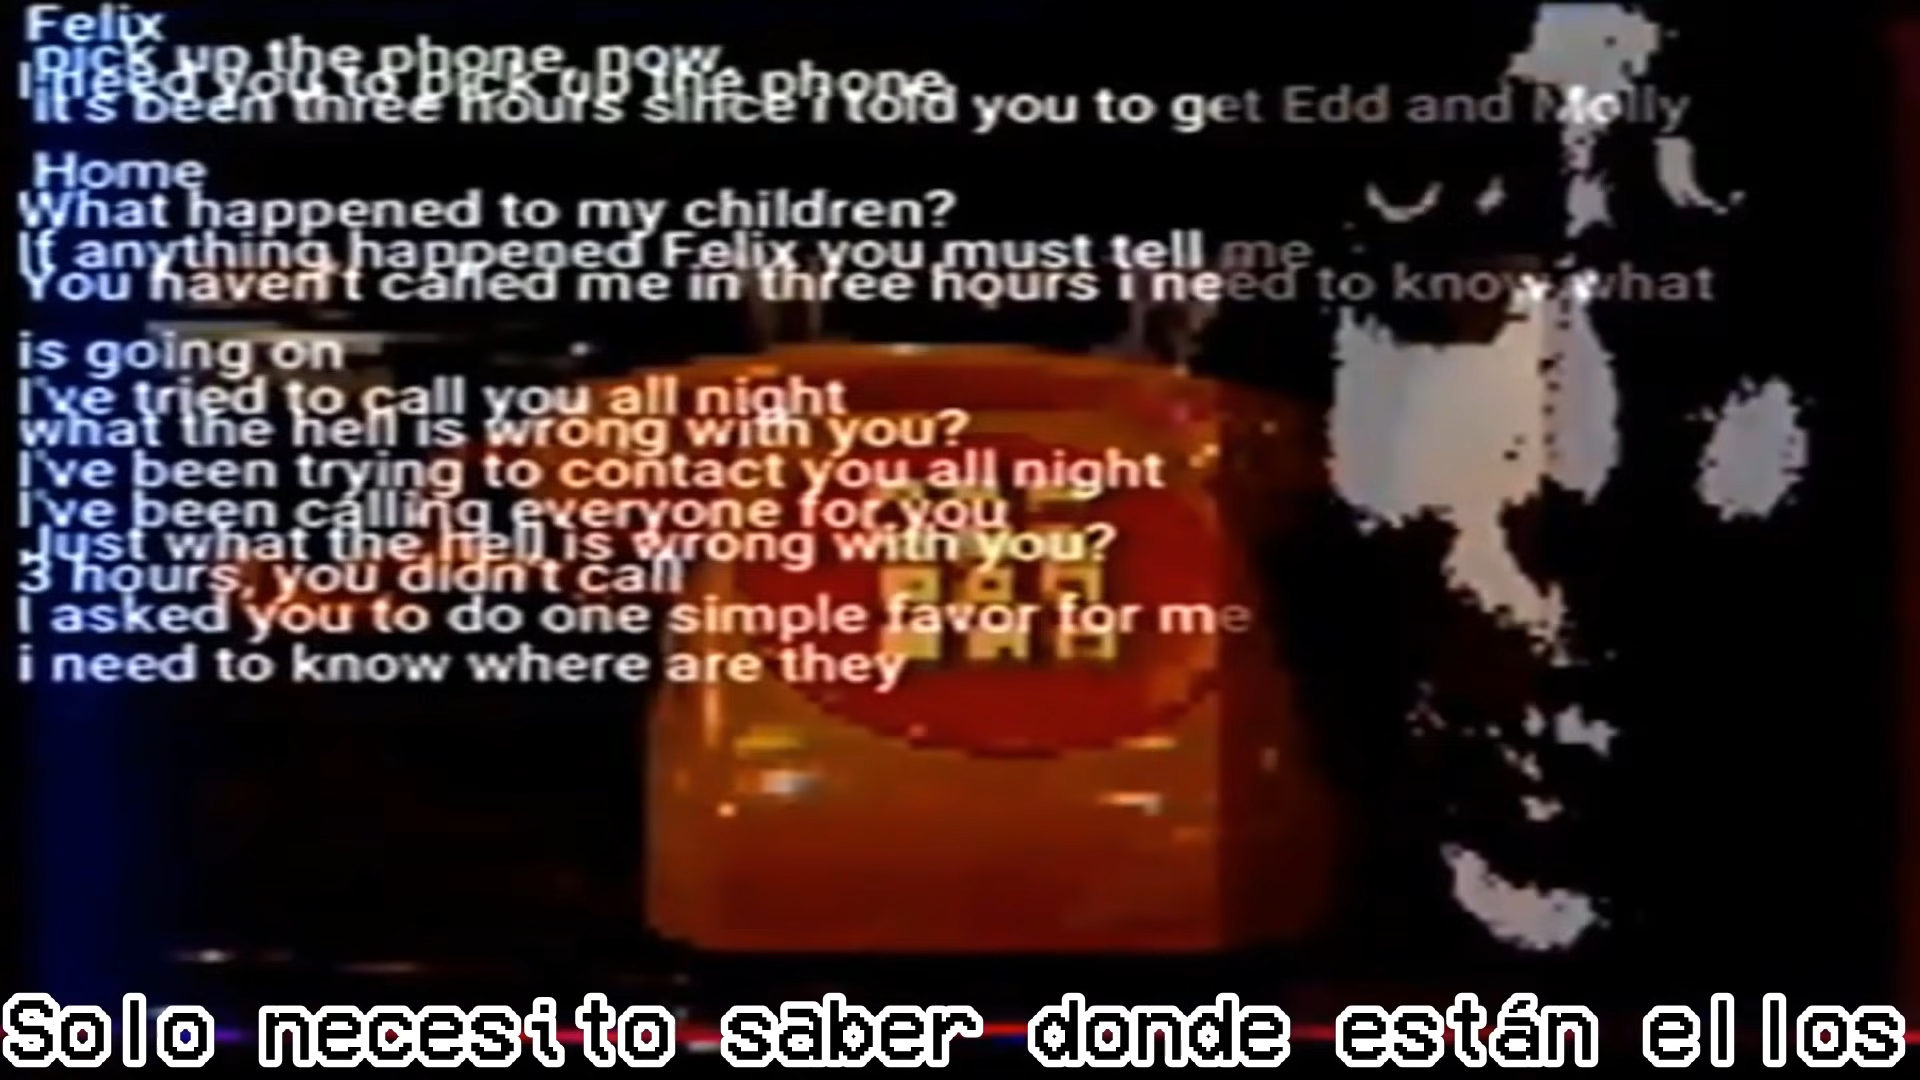 Felix
pick up the phone, now.
I need you to pick up the phone.
it's been three hours since i told you to get Edd and Molly
Home
What happened to my children?
If anything happened Felix you must tell me
You haven't called me in three hours i need to know what
is going on
I've tried to call you all night
what the hell is wrong with you?
I've been trying to contact you all night
I've been calling everyone for you
Just what the hell is wrong with you?
3 hours, you didn't call
I asked you to do one simple favor for me
i need to know where are they
Solo necesito saber donde están ellos